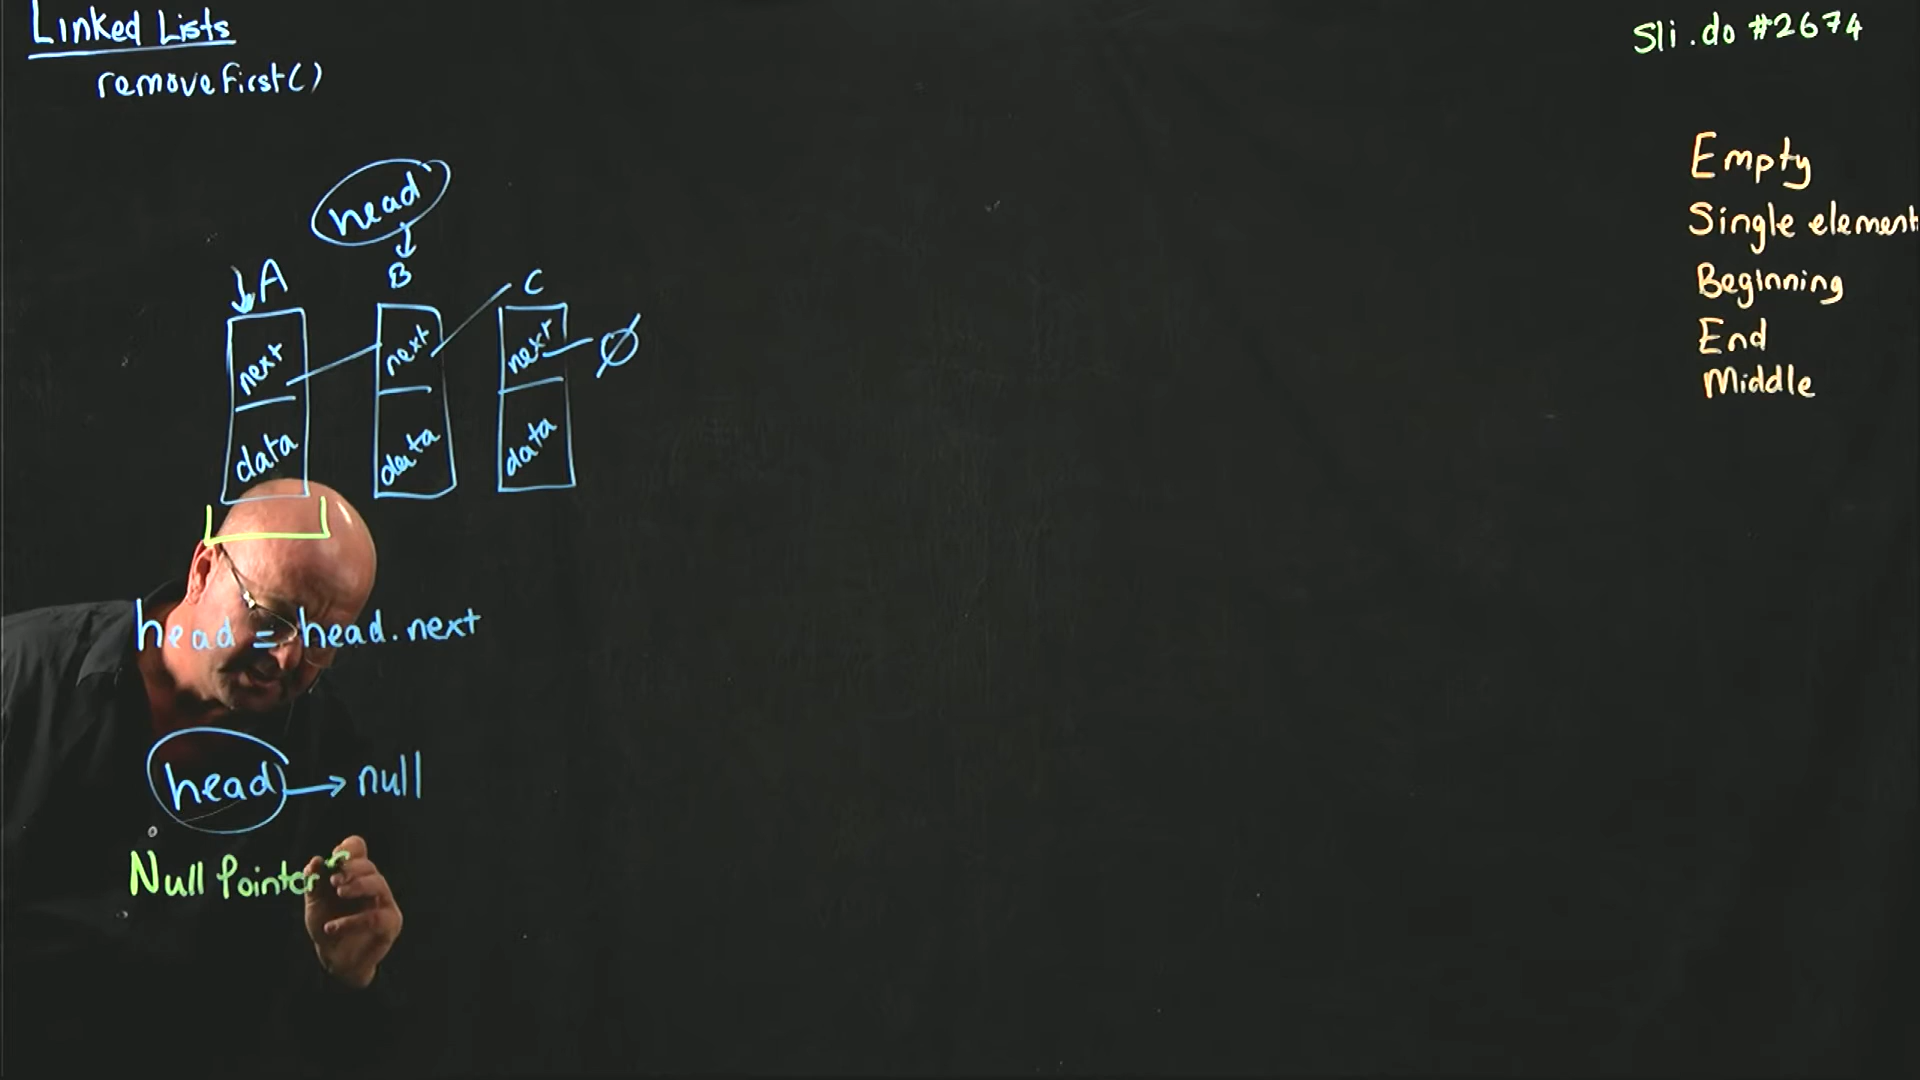 Linked Lists
removeFirst()
Sli.do #2674
Empty
Single element
Beginning
End
Middle
head
A
B
C
next
next
next
Ø
data
data
data
head = head.next
head → null
Null Pointer